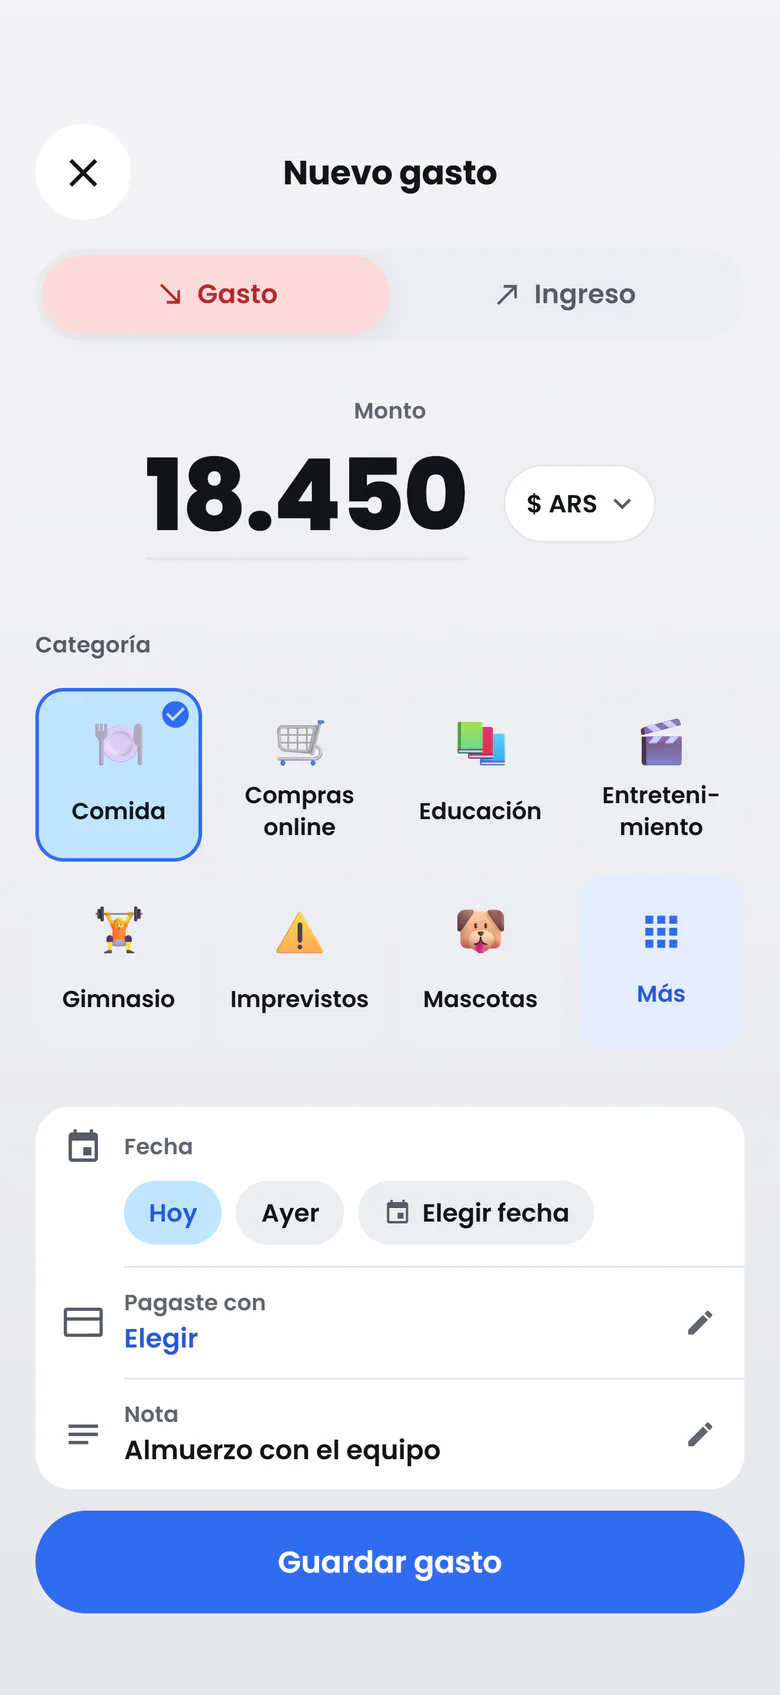 Nuevo gasto
Gasto
Ingreso
Monto
18.450
$ ARS
Categoría
Comida
Compras
online
Educación
Entreteni-
miento
Gimnasio
Imprevistos
Mascotas
Más
Fecha
Hoy
Ayer
Elegir fecha
Pagaste con
Elegir
Nota
Almuerzo con el equipo
Guardar gasto